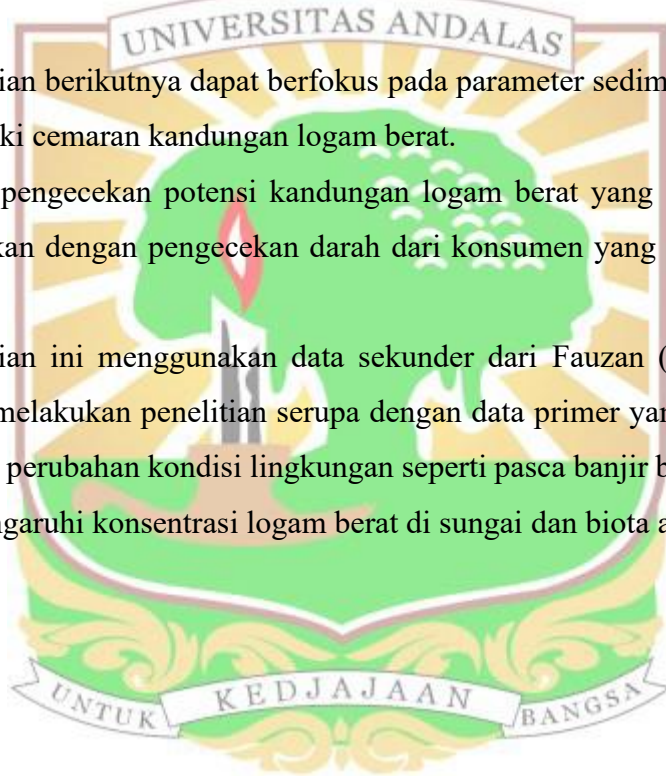 UNIVERSITAS ANDALAS
ian berikutnya dapat berfokus pada parameter sedim
ki cemaran kandungan logam berat.
pengecekan potensi kandungan logam berat yang
kan dengan pengecekan darah dari konsumen yang
ian ini menggunakan data sekunder dari Fauzan (
melakukan penelitian serupa dengan data primer yan
perubahan kondisi lingkungan seperti pasca banjir b
ngaruhi konsentrasi logam berat di sungai dan biota a
UNTUK KEDJAJAAN BANGSA